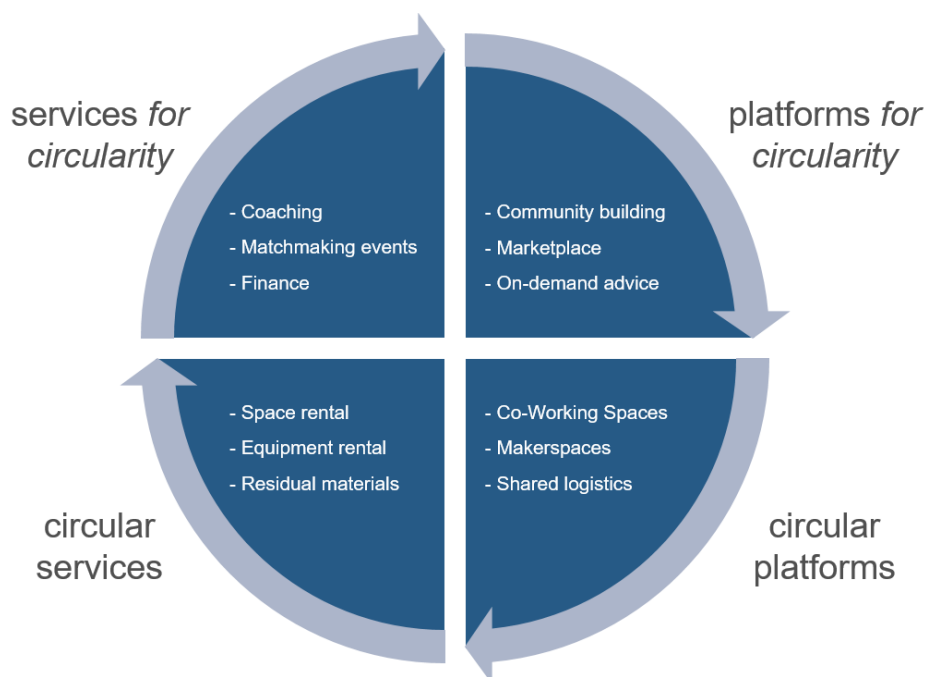 services for
circularity
- Coaching
- Matchmaking events
- Finance
platforms for
circularity
- Community building
- Marketplace
- On-demand advice
circular
services
- Space rental
- Equipment rental
- Residual materials
- Co-Working Spaces
- Makerspaces
- Shared logistics
circular
platforms